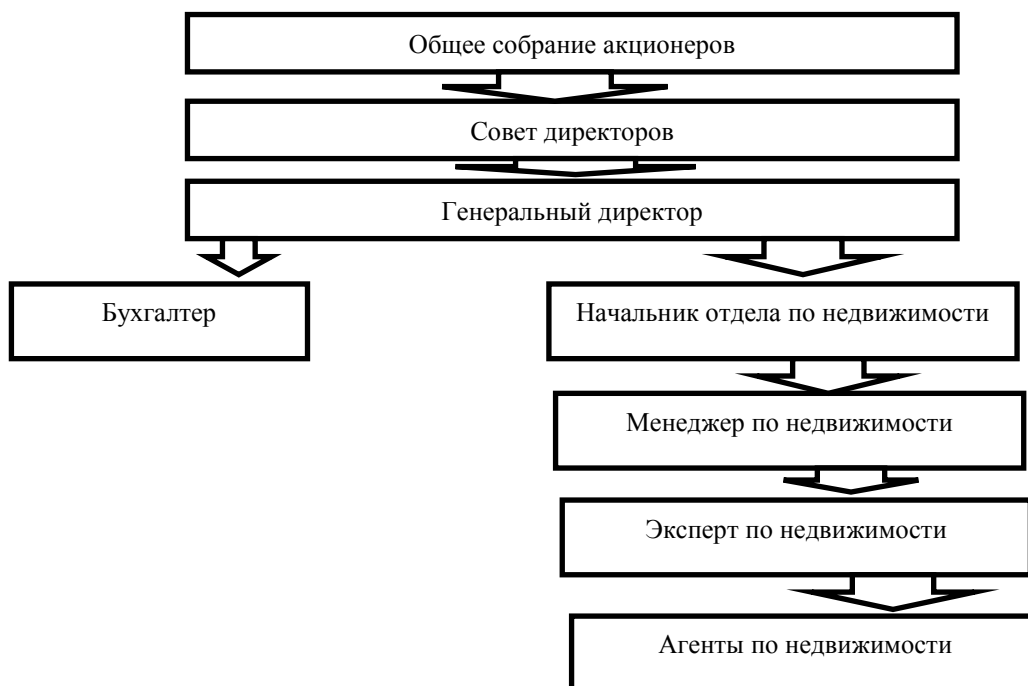 Общее собрание акционеров
Совет директоров
Генеральный директор
Бухгалтер
Начальник отдела по недвижимости
Менеджер по недвижимости
Эксперт по недвижимости
Агенты по недвижимости